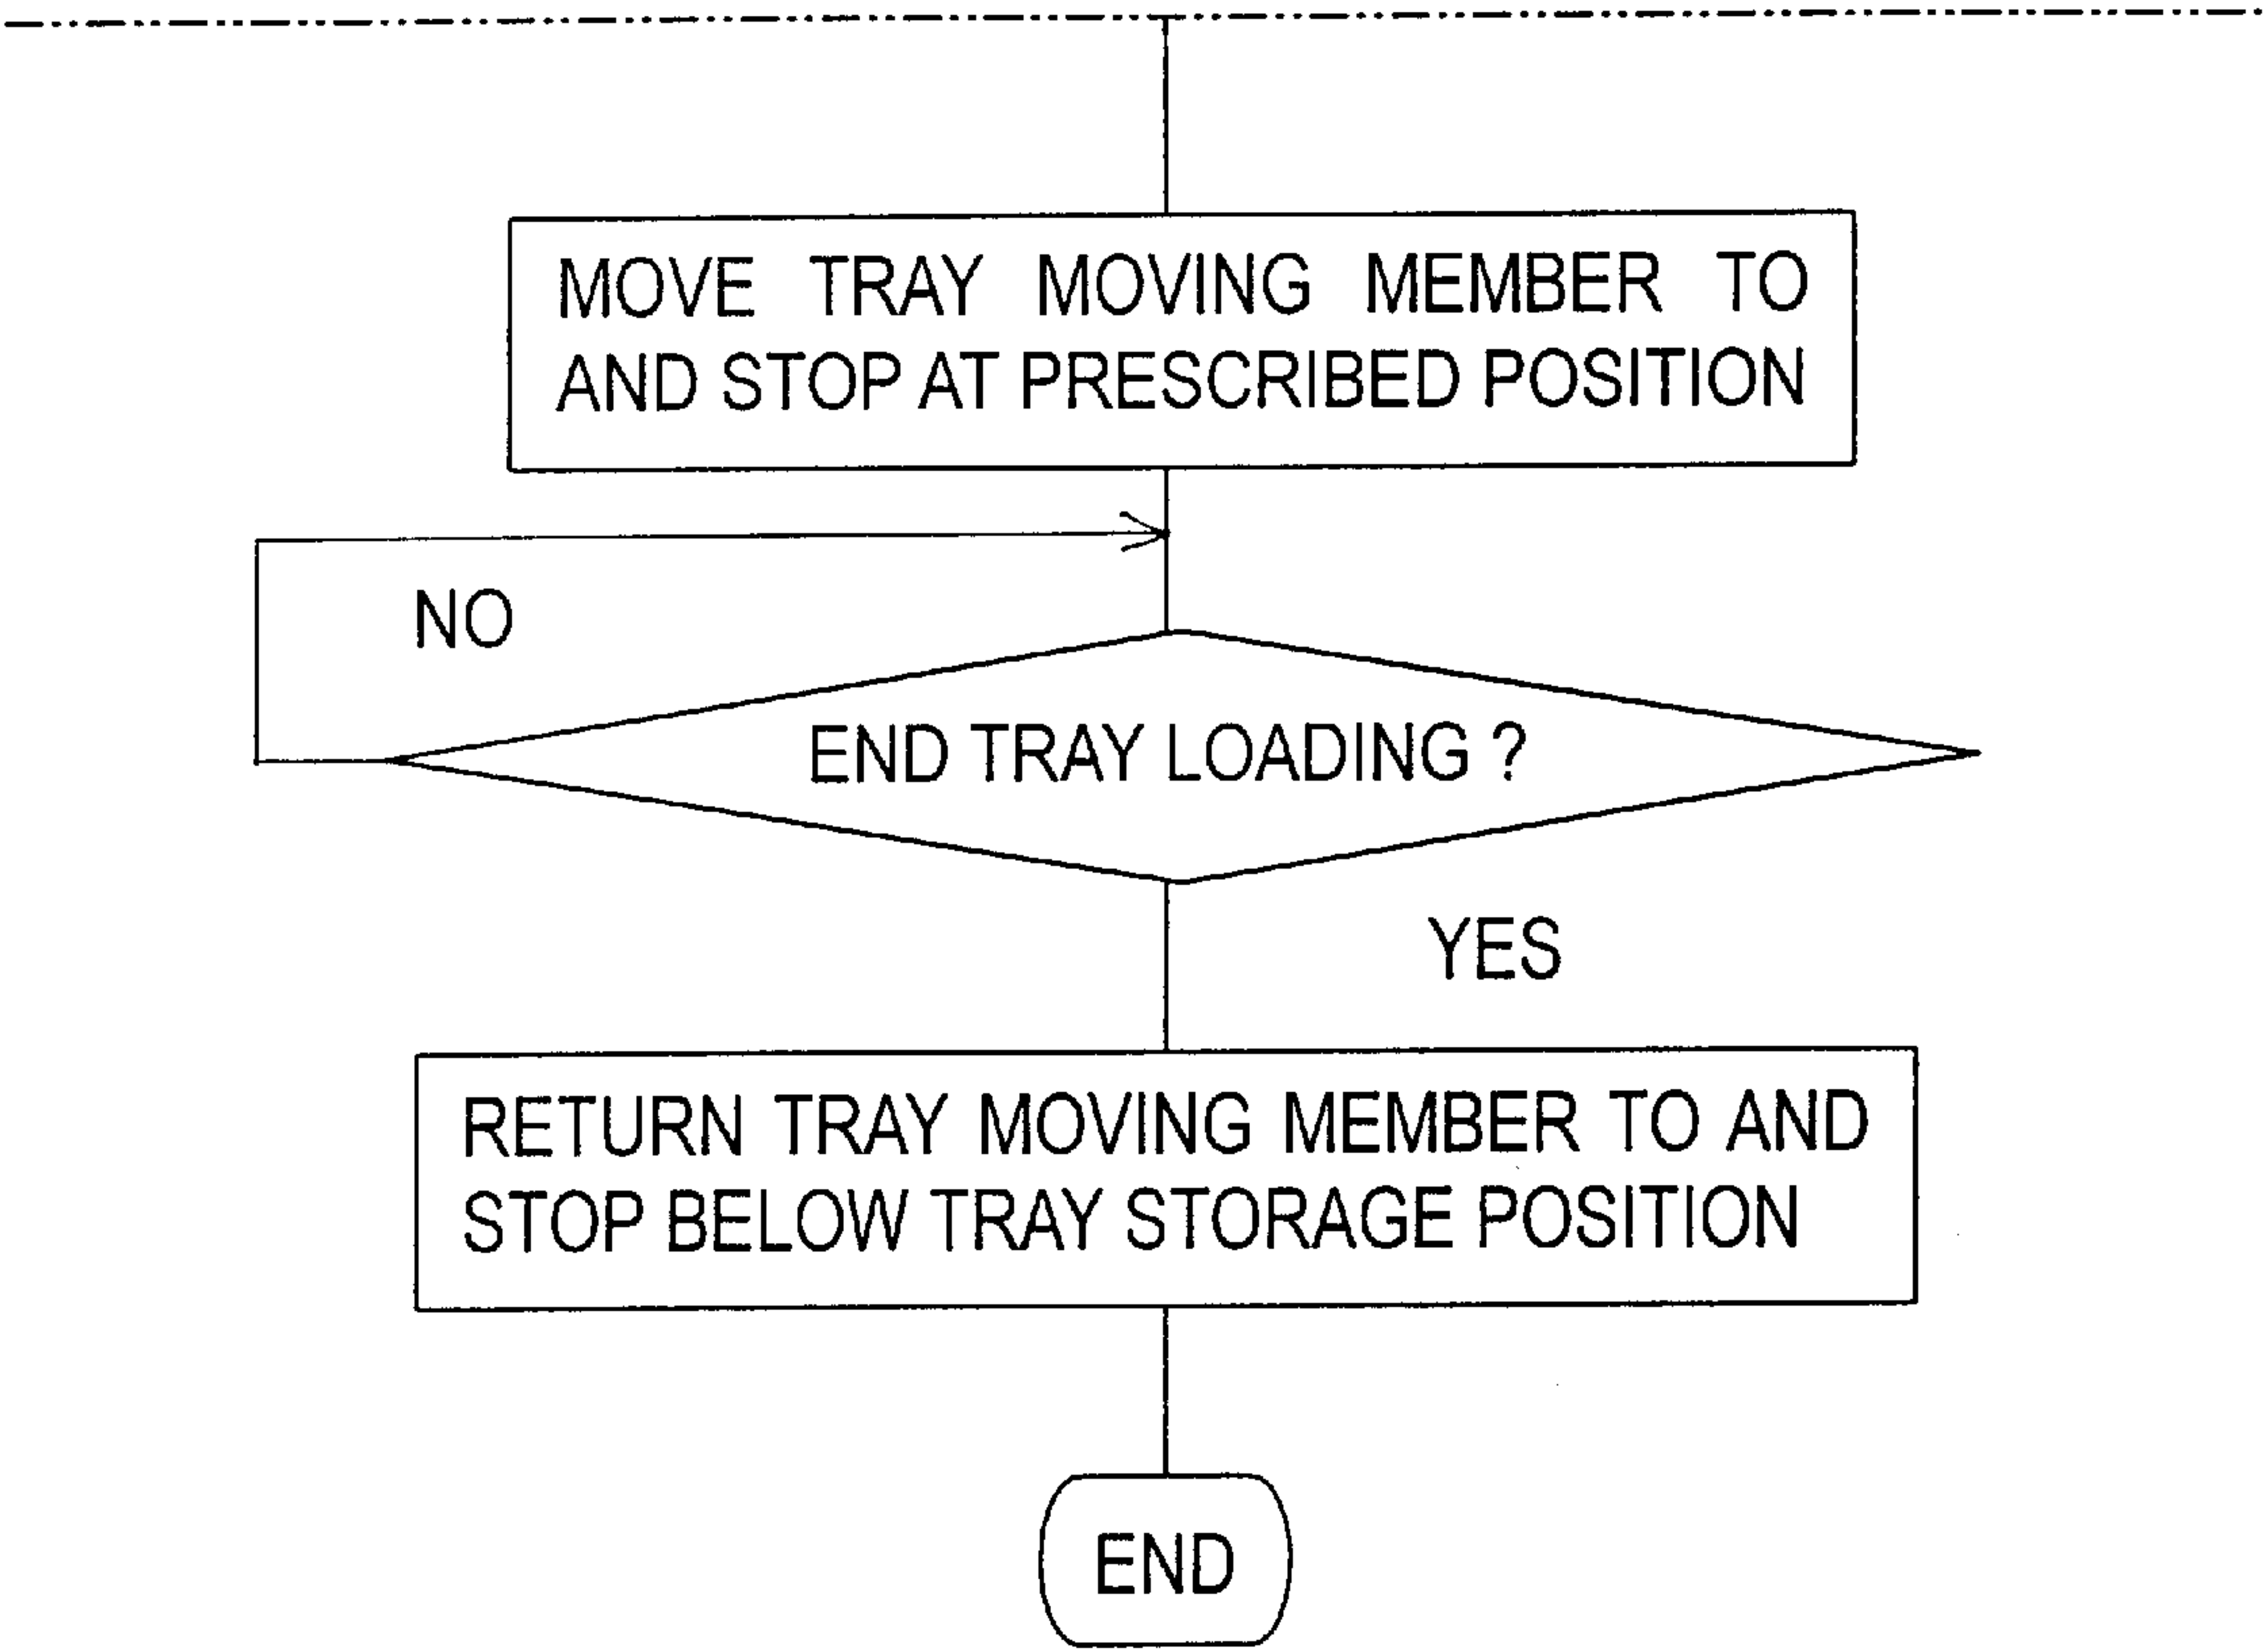 MOVE TRAY MOVING MEMBER TO
AND STOP AT PRESCRIBED POSITION
NO
END TRAY LOADING ?
YES
RETURN TRAY MOVING MEMBER TO AND
STOP BELOW TRAY STORAGE POSITION
END